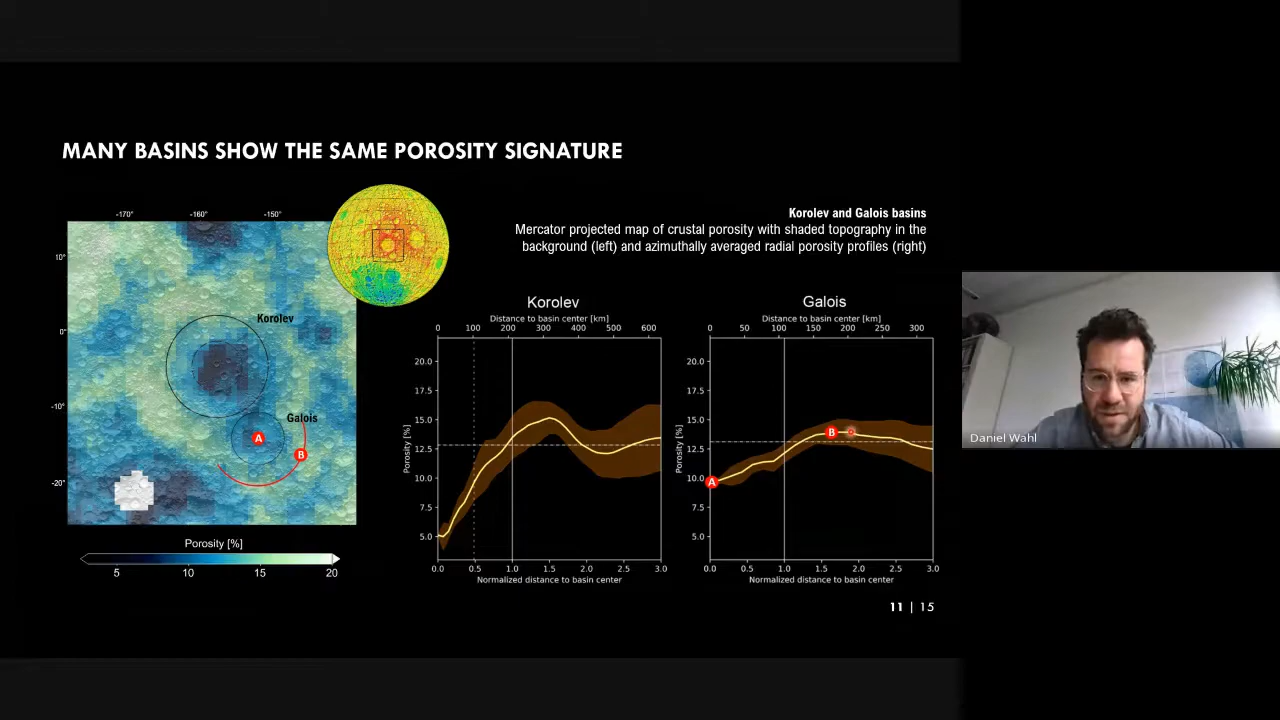 MANY BASINS SHOW THE SAME POROSITY SIGNATURE
Korolev and Galois basins
Mercator projected map of crustal porosity with shaded topography in the
background (left) and azimuthally averaged radial porosity profiles (right)
-170° -160° -150°
10°
0°
-10°
-20°
Korolev
Galois
A
B
Porosity [%]
5 10 15 20
Korolev
Distance to basin center [km]
0 100 200 300 400 500 600
Porosity [%]
20.0
17.5
15.0
12.5
10.0
7.5
5.0
0.0 0.5 1.0 1.5 2.0 2.5 3.0
Normalized distance to basin center
Galois
Distance to basin center [km]
0 50 100 150 200 250 300
Porosity [%]
20.0
17.5
15.0
12.5
10.0
7.5
5.0
B
A
0.0 0.5 1.0 1.5 2.0 2.5 3.0
Normalized distance to basin center
11 | 15
Daniel Wahl